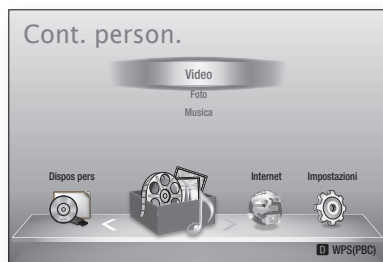 Cont. person.
Video
Foto
Musica
Dispos pers
Internet
Impostazioni
D WPS(PBC)